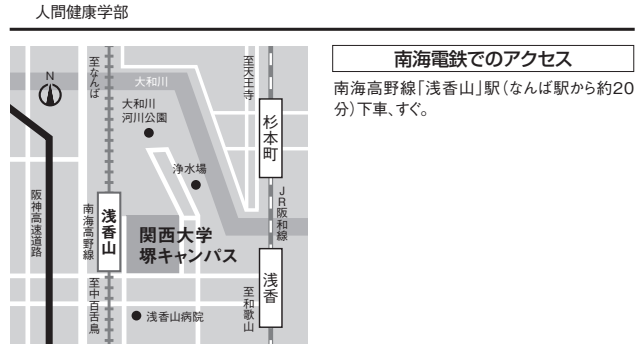 人間健康学部
南海電鉄でのアクセス
南海高野線「浅香山」駅（なんば駅から約20
分）下車、すぐ。
N
至なんば
大和川
至天王寺
大和川
河川公園
杉本町
浄水場
JR阪和線
阪神高速道路
南海高野線
浅香山
関西大学
堺キャンパス
浅香
至中百舌鳥
至和歌山
浅香山病院